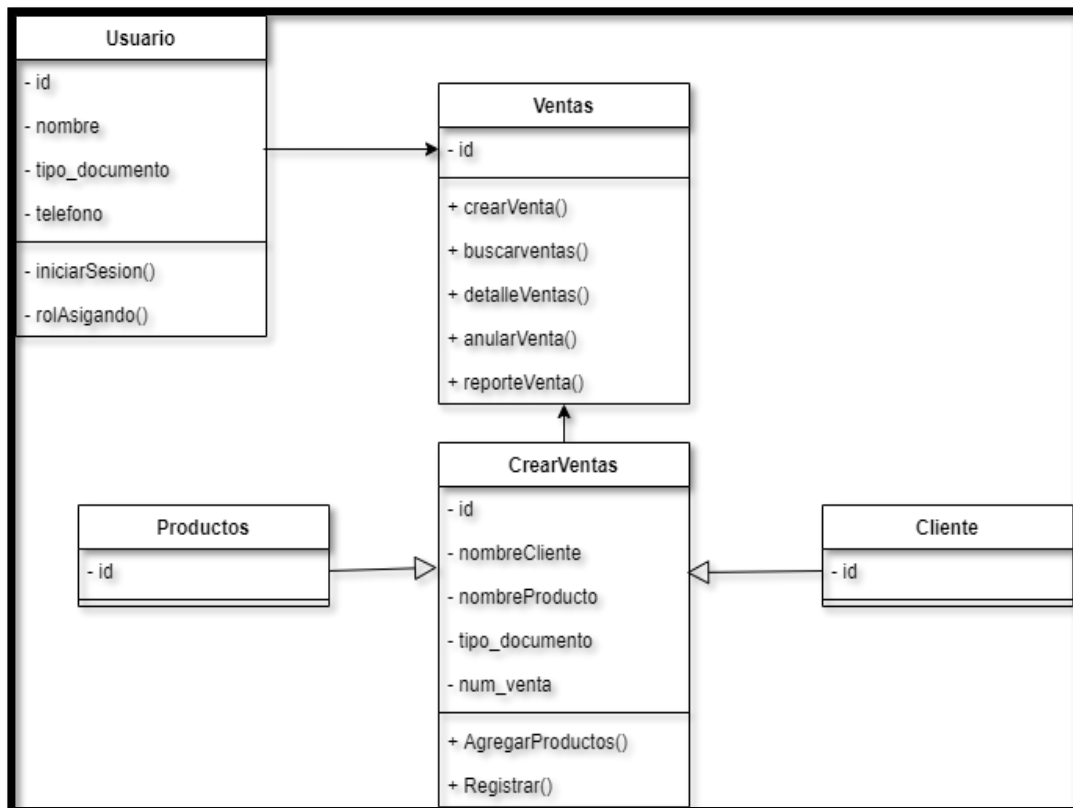 Usuario
- id
- nombre
- tipo_documento
- telefono
- iniciarSesion()
- rolAsigando()
Ventas
- id
+ crearVenta()
+ buscarventas()
+ detalleVentas()
+ anularVenta()
+ reporteVenta()
Productos
- id
CrearVentas
- id
- nombreCliente
- nombreProducto
- tipo_documento
- num_venta
+ AgregarProductos()
+ Registrar()
Cliente
- id